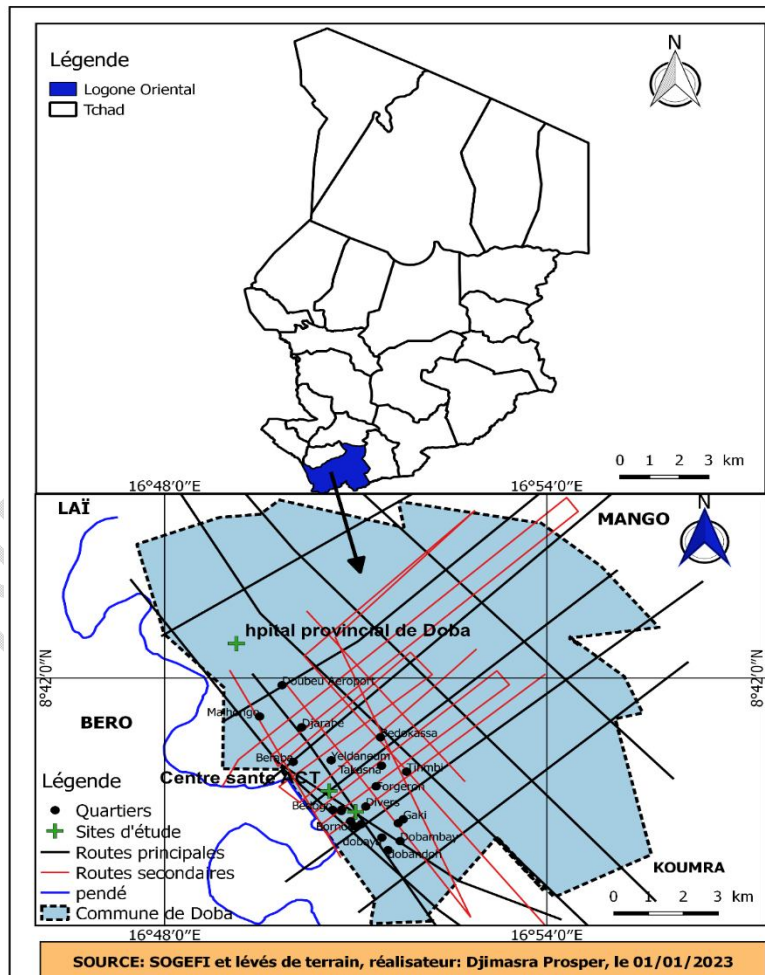 Légende
Logone Oriental
Tchad
N
0 1 2 3 km
16°48'0"E
16°54'0"E
LAÏ
MANGO
N
hpital provincial de Doba
8°42'0"N
8°42'0"N
Doubeu Aeroport
BERO
Djarabe
Bedokassa
Beraba
Yeldaneum
Takasna
Tirimbi
Centre sante ACT
Forgeron
Légende
Quartiers
Divers
Gaki
Sites d'étude
Dobambay
Routes principales
dobandoh
Routes secondaires
KOUMRA
pendé
Commune de Doba
0 1 2 3 km
16°48'0"E
16°54'0"E
SOURCE: SOGEFI et lévés de terrain, réalisateur: Djimasra Prosper, le 01/01/2023